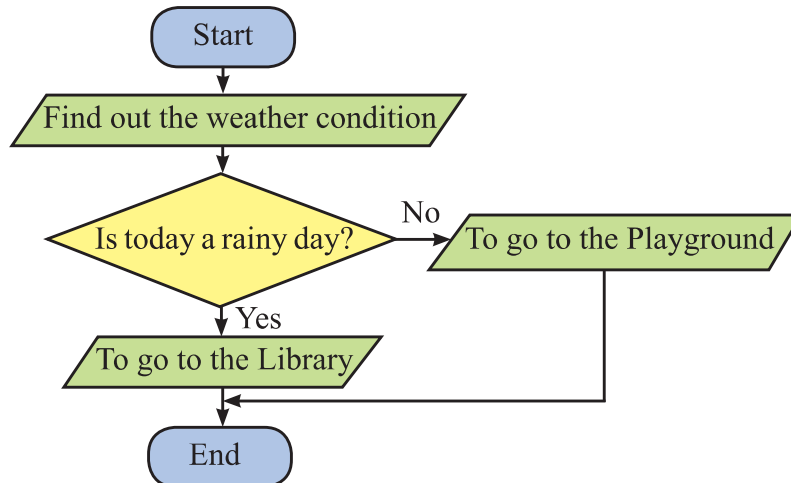 Start
Find out the weather condition
Is today a rainy day?
No
To go to the Playground
Yes
To go to the Library
End